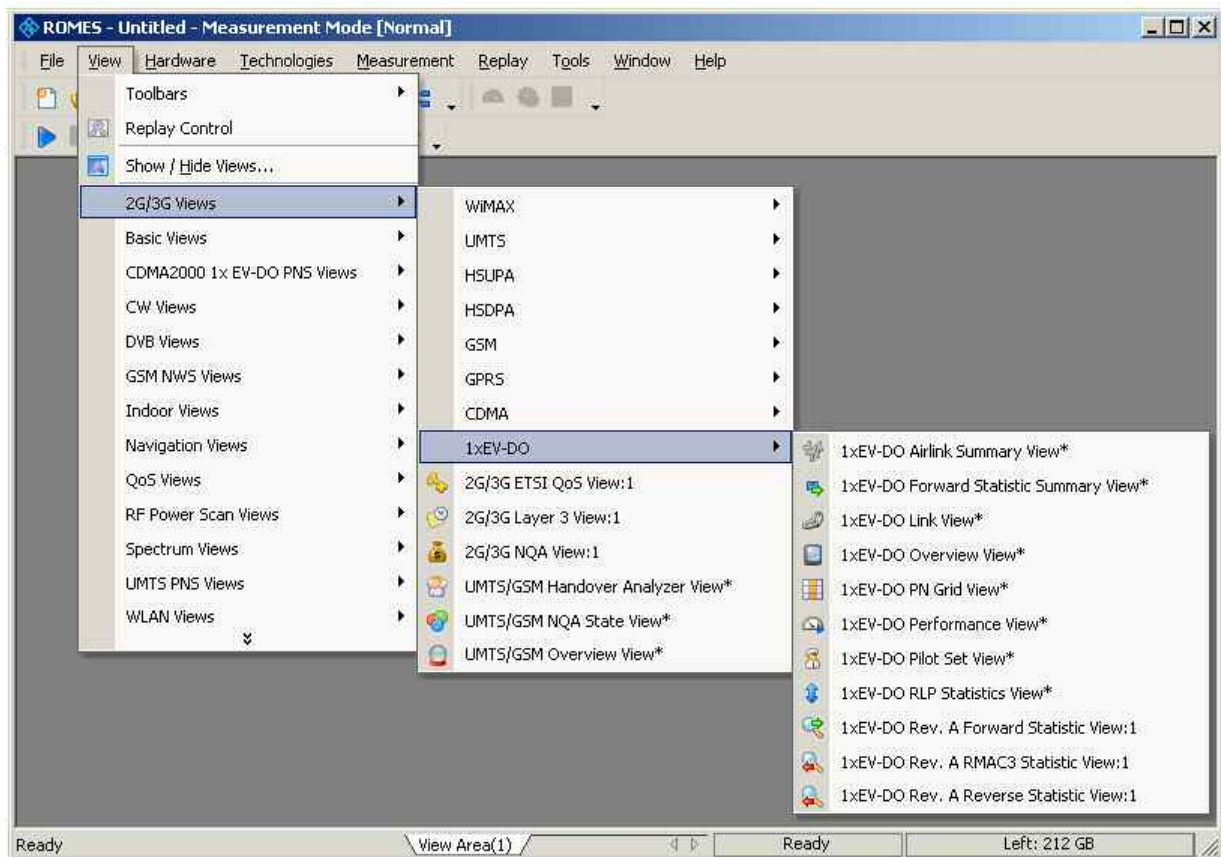 ROMES - Untitled - Measurement Mode [Normal]
File View Hardware Technologies Measurement Replay Tools Window Help
Toolbars
Replay Control
Show / Hide Views...
2G/3G Views
Basic Views
CDMA2000 1x EV-DO PNS Views
CW Views
DVB Views
GSM NWS Views
Indoor Views
Navigation Views
QoS Views
RF Power Scan Views
Spectrum Views
UMTS PNS Views
WLAN Views
WiMAX
UMTS
HSUPA
HSDPA
GSM
GPRS
CDMA
1xEV-DO
2G/3G ETSI QoS View:1
2G/3G Layer 3 View:1
2G/3G NQA View:1
UMTS/GSM Handover Analyzer View*
UMTS/GSM NQA State View*
UMTS/GSM Overview View*
1xEV-DO Airlink Summary View*
1xEV-DO Forward Statistic Summary View*
1xEV-DO Link View*
1xEV-DO Overview View*
1xEV-DO PN Grid View*
1xEV-DO Performance View*
1xEV-DO Pilot Set View*
1xEV-DO RLP Statistics View*
1xEV-DO Rev. A Forward Statistic View:1
1xEV-DO Rev. A RMAC3 Statistic View:1
1xEV-DO Rev. A Reverse Statistic View:1
Ready View Area(1) Ready Left: 212 GB